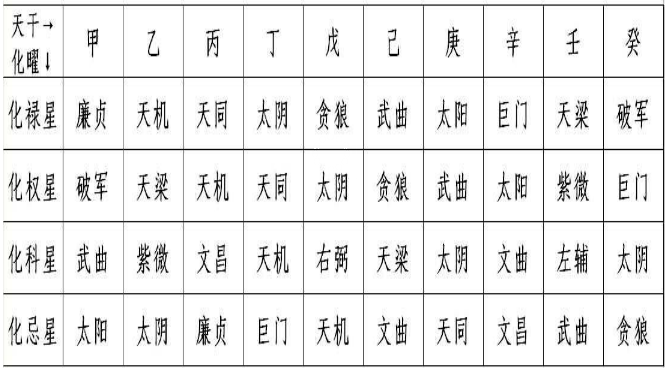 天干→ 甲 乙 丙 丁 戊 己 庚 辛 壬 癸
化曜↓
化禄星 廉贞 天机 天同 太阴 贪狼 武曲 太阳 巨门 天梁 破军
化权星 破军 天梁 天机 天同 太阴 贪狼 武曲 太阳 紫微 巨门
化科星 武曲 紫微 文昌 天机 右弼 天梁 太阴 文曲 左辅 太阴
化忌星 太阳 太阴 廉贞 巨门 天机 文曲 天同 文昌 武曲 贪狼